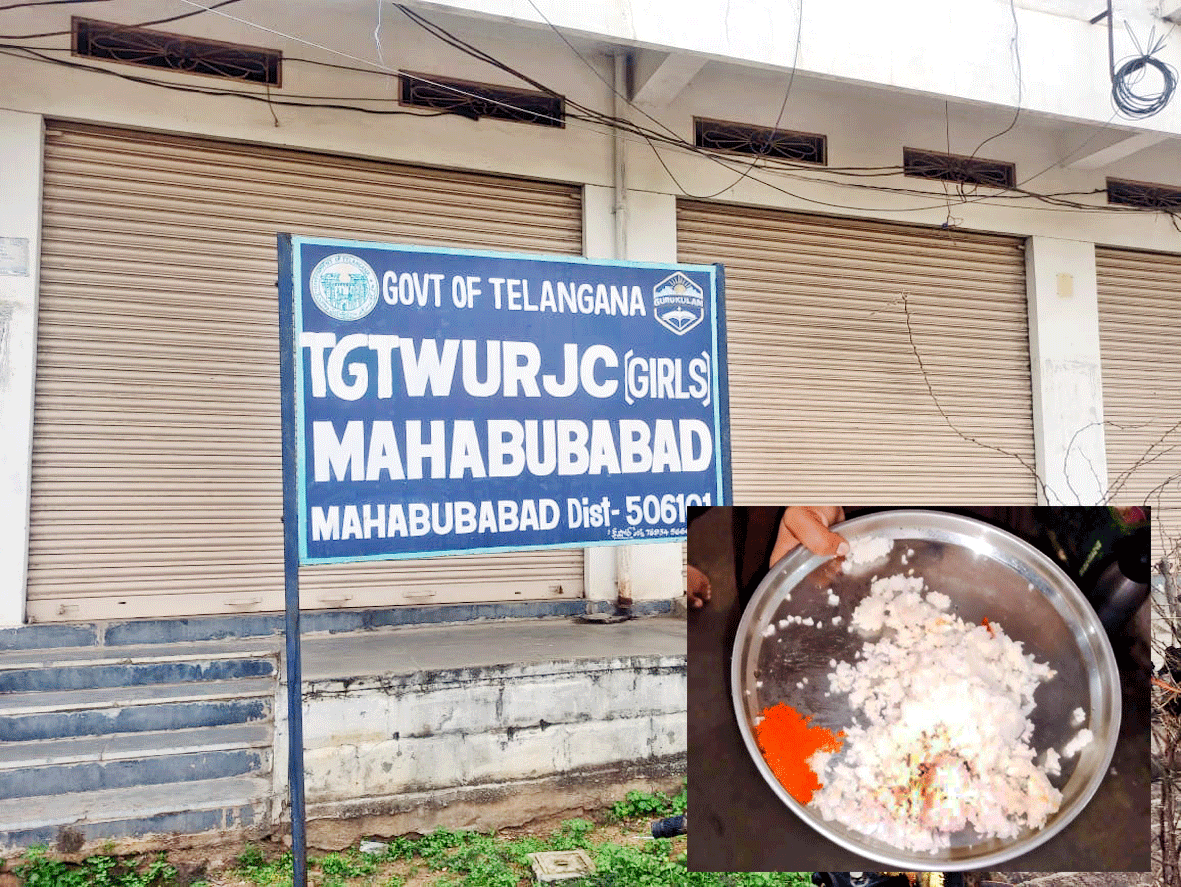 GOVT OF TELANGANA
GURUKULAM
TGTWURJC (GIRLS)
MAHABUBABAD
MAHABUBABAD Dist- 506101